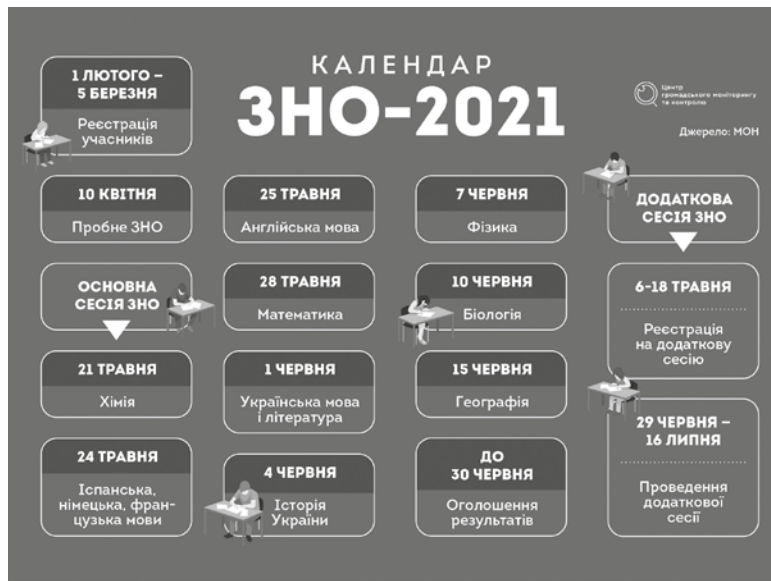 КАЛЕНДАР
ЗНО-2021
Центр
громадського моніторингу
та контролю
Джерело: МОН
1 ЛЮТОГО –
5 БЕРЕЗНЯ
Реєстрація
учасників
10 КВІТНЯ
Пробне ЗНО
ОСНОВНА
СЕСІЯ ЗНО
21 ТРАВНЯ
Хімія
24 ТРАВНЯ
Іспанська,
німецька, фран-
цузька мови
25 ТРАВНЯ
Англійська мова
28 ТРАВНЯ
Математика
1 ЧЕРВНЯ
Українська мова
і література
4 ЧЕРВНЯ
Історія
України
7 ЧЕРВНЯ
Фізика
10 ЧЕРВНЯ
Біологія
15 ЧЕРВНЯ
Географія
ДО
30 ЧЕРВНЯ
Оголошення
результатів
ДОДАТКОВА
СЕСІЯ ЗНО
6-18 ТРАВНЯ
Реєстрація
на додаткову
сесію
29 ЧЕРВНЯ –
16 ЛИПНЯ
Проведення
додаткової
сесії